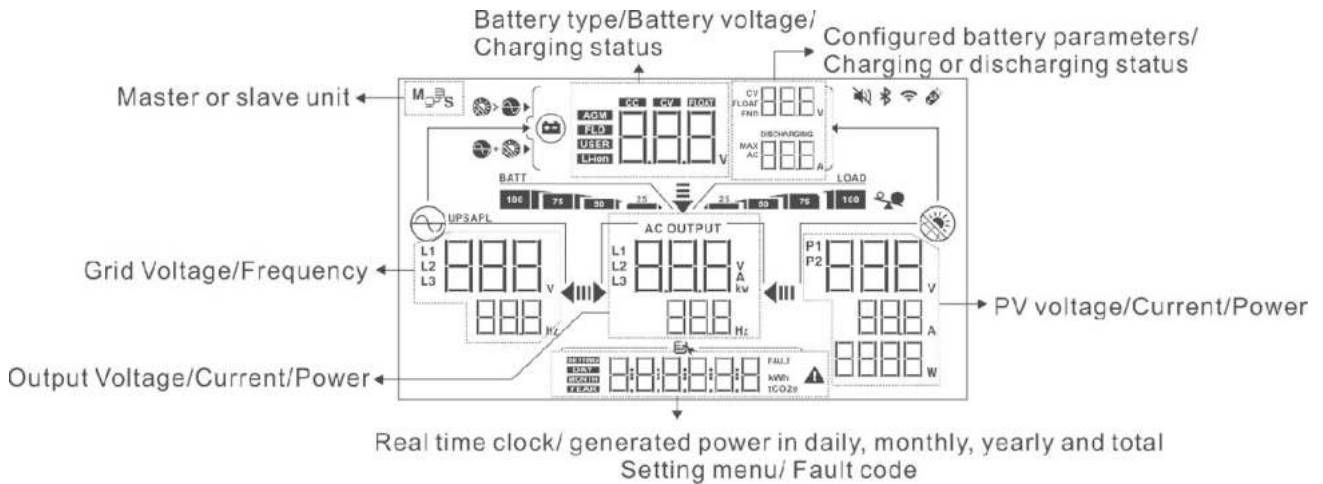 Battery type/Battery voltage/
Charging status
Configured battery parameters/
Charging or discharging status
Master or slave unit
M S
CC CV FLOAT
AGM
FLD
USER
Li-ion
V
CV
FLOAT
END
V
DISCHARGING
MAX
AC
A
BATT
LOAD
100 75 50 25
25 50 75 100
UPSAPL
L1
L2
L3
V
Hz
AC OUTPUT
L1
L2
L3
V
A
kw
Hz
P1
P2
V
A
W
Grid Voltage/Frequency
PV voltage/Current/Power
Output Voltage/Current/Power
SETTING
DAY
MONTH
YEAR
FAULT
kWh
tCO2e
Real time clock/ generated power in daily, monthly, yearly and total
Setting menu/ Fault code